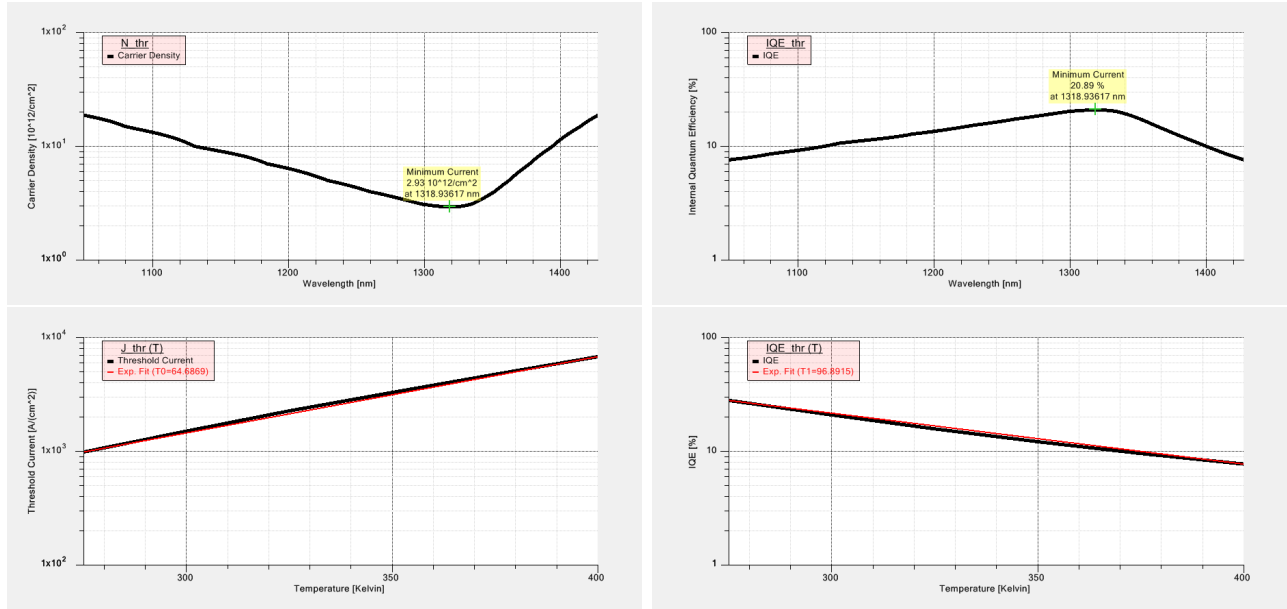 N_thr
Carrier Density
1x10^2
1x10^1
1x10^0
Carrier Density [10^12/cm^2]
Minimum Current
2.93 10^12/cm^2
at 1318.93617 nm
1100 1200 1300 1400
Wavelength [nm]
IQE_thr
IQE
100
10
1
Internal Quantum Efficiency [%]
Minimum Current
20.89 %
at 1318.93617 nm
1100 1200 1300 1400
Wavelength [nm]
J_thr (T)
Threshold Current
Exp. Fit (T0=64.6869)
1x10^4
1x10^3
1x10^2
Threshold Current [A/(cm^2)]
300 350 400
Temperature [Kelvin]
IQE_thr (T)
IQE
Exp. Fit (T1=96.8915)
100
10
1
IQE [%]
300 350 400
Temperature [Kelvin]